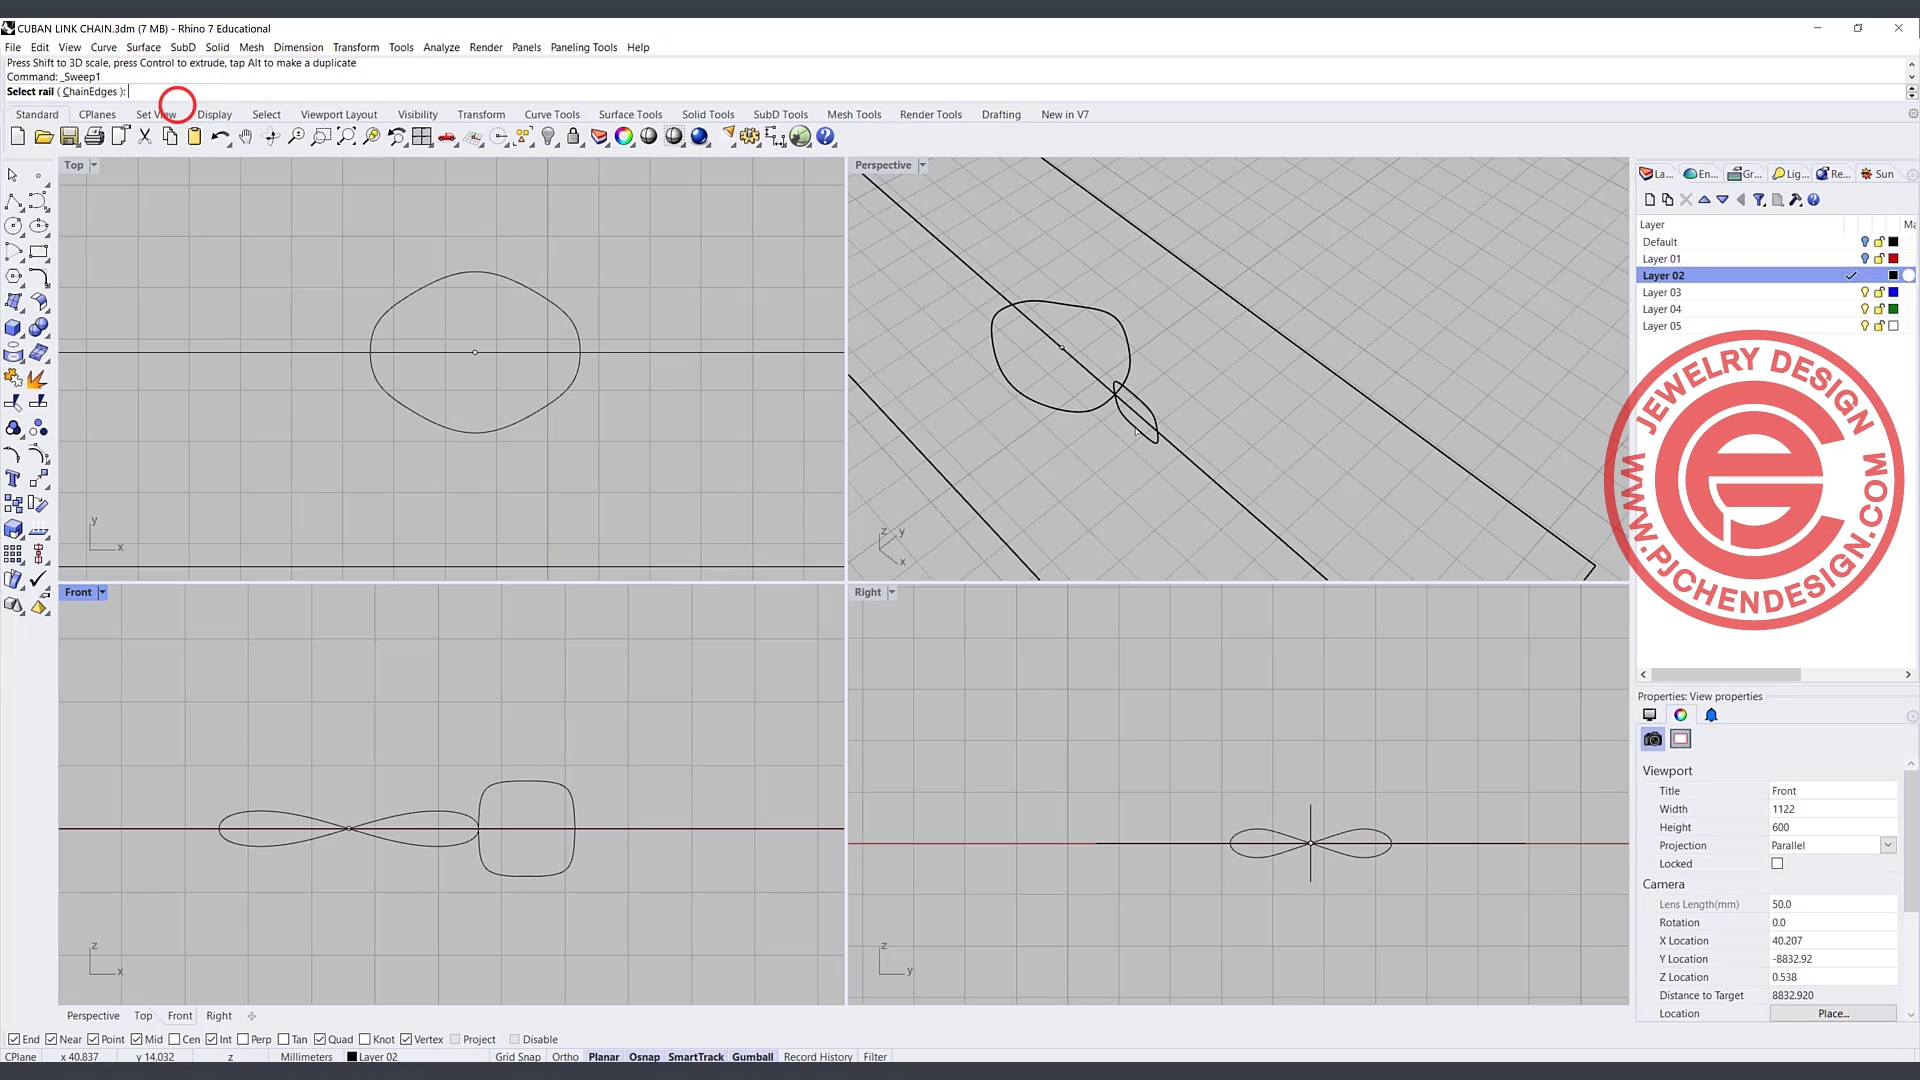 CUBAN LINK CHAIN.3dm (7 MB) - Rhino 7 Educational
File Edit View Curve Surface SubD Solid Mesh Dimension Transform Tools Analyze Render Panels Paneling Tools Help
Press Shift to 3D scale, press Control to extrude, tap Alt to make a duplicate
Command: _Sweep1
Select rail ( ChainEdges ):
Standard CPlanes Set View Display Select Viewport Layout Visibility Transform Curve Tools Surface Tools Solid Tools SubD Tools Mesh Tools Render Tools Drafting New in V7
Top
Perspective
La... En... Gr... Lig... Re... Sun
Layer Ma
Default
Layer 01
Layer 02
Layer 03
Layer 04
Layer 05
JEWELRY DESIGN
WWW.PJCHENDESIGN.COM
y
x
z y
x
Front
Right
z
x
z
y
Properties: View properties
Viewport
Title Front
Width 1122
Height 600
Projection Parallel
Locked
Camera
Lens Length(mm) 50.0
Rotation 0.0
X Location 40.207
Y Location -8832.92
Z Location 0.538
Distance to Target 8832.920
Location Place...
Perspective Top Front Right
End Near Point Mid Cen Int Perp Tan Quad Knot Vertex Project Disable
CPlane x 40.837 y 14.032 z Millimeters Layer 02 Grid Snap Ortho Planar Osnap SmartTrack Gumball Record History Filter